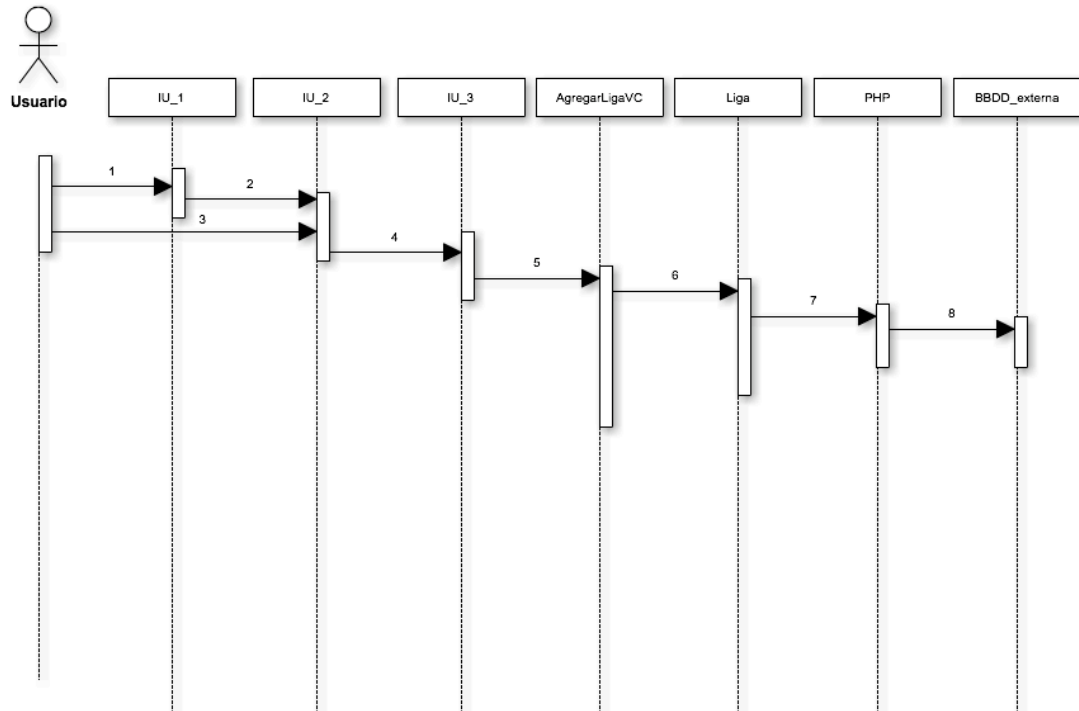 Usuario
IU_1
IU_2
IU_3
AgregarLigaVC
Liga
PHP
BBDD_externa
1
2
3
4
5
6
7
8